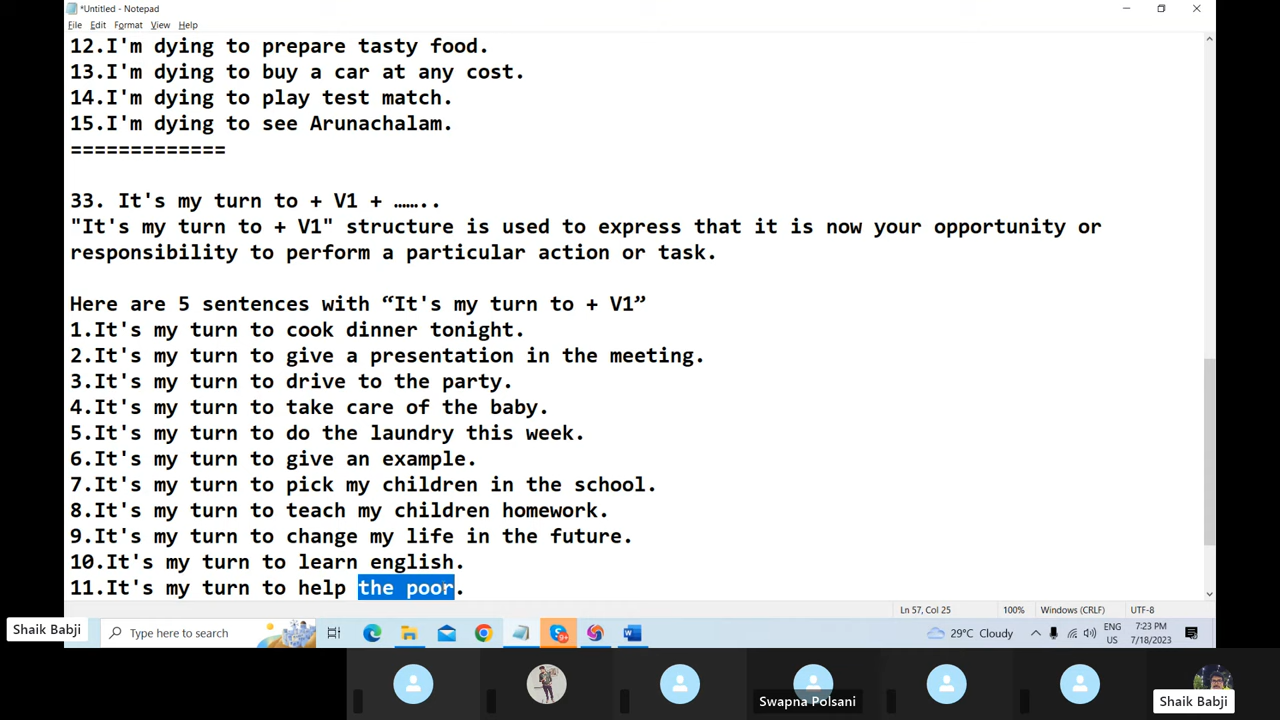 *Untitled - Notepad
File Edit Format View Help
12.I'm dying to prepare tasty food.
13.I'm dying to buy a car at any cost.
14.I'm dying to play test match.
15.I'm dying to see Arunachalam.
=============
33. It's my turn to + V1 + ……..
"It's my turn to + V1" structure is used to express that it is now your opportunity or
responsibility to perform a particular action or task.
Here are 5 sentences with “It's my turn to + V1”
1.It's my turn to cook dinner tonight.
2.It's my turn to give a presentation in the meeting.
3.It's my turn to drive to the party.
4.It's my turn to take care of the baby.
5.It's my turn to do the laundry this week.
6.It's my turn to give an example.
7.It's my turn to pick my children in the school.
8.It's my turn to teach my children homework.
9.It's my turn to change my life in the future.
10.It's my turn to learn english.
11.It's my turn to help the poor.
Ln 57, Col 25 100% Windows (CRLF) UTF-8
Shaik Babji
Type here to search
29°C Cloudy
ENG
US
7:23 PM
7/18/2023
Swapna Polsani
Shaik Babji